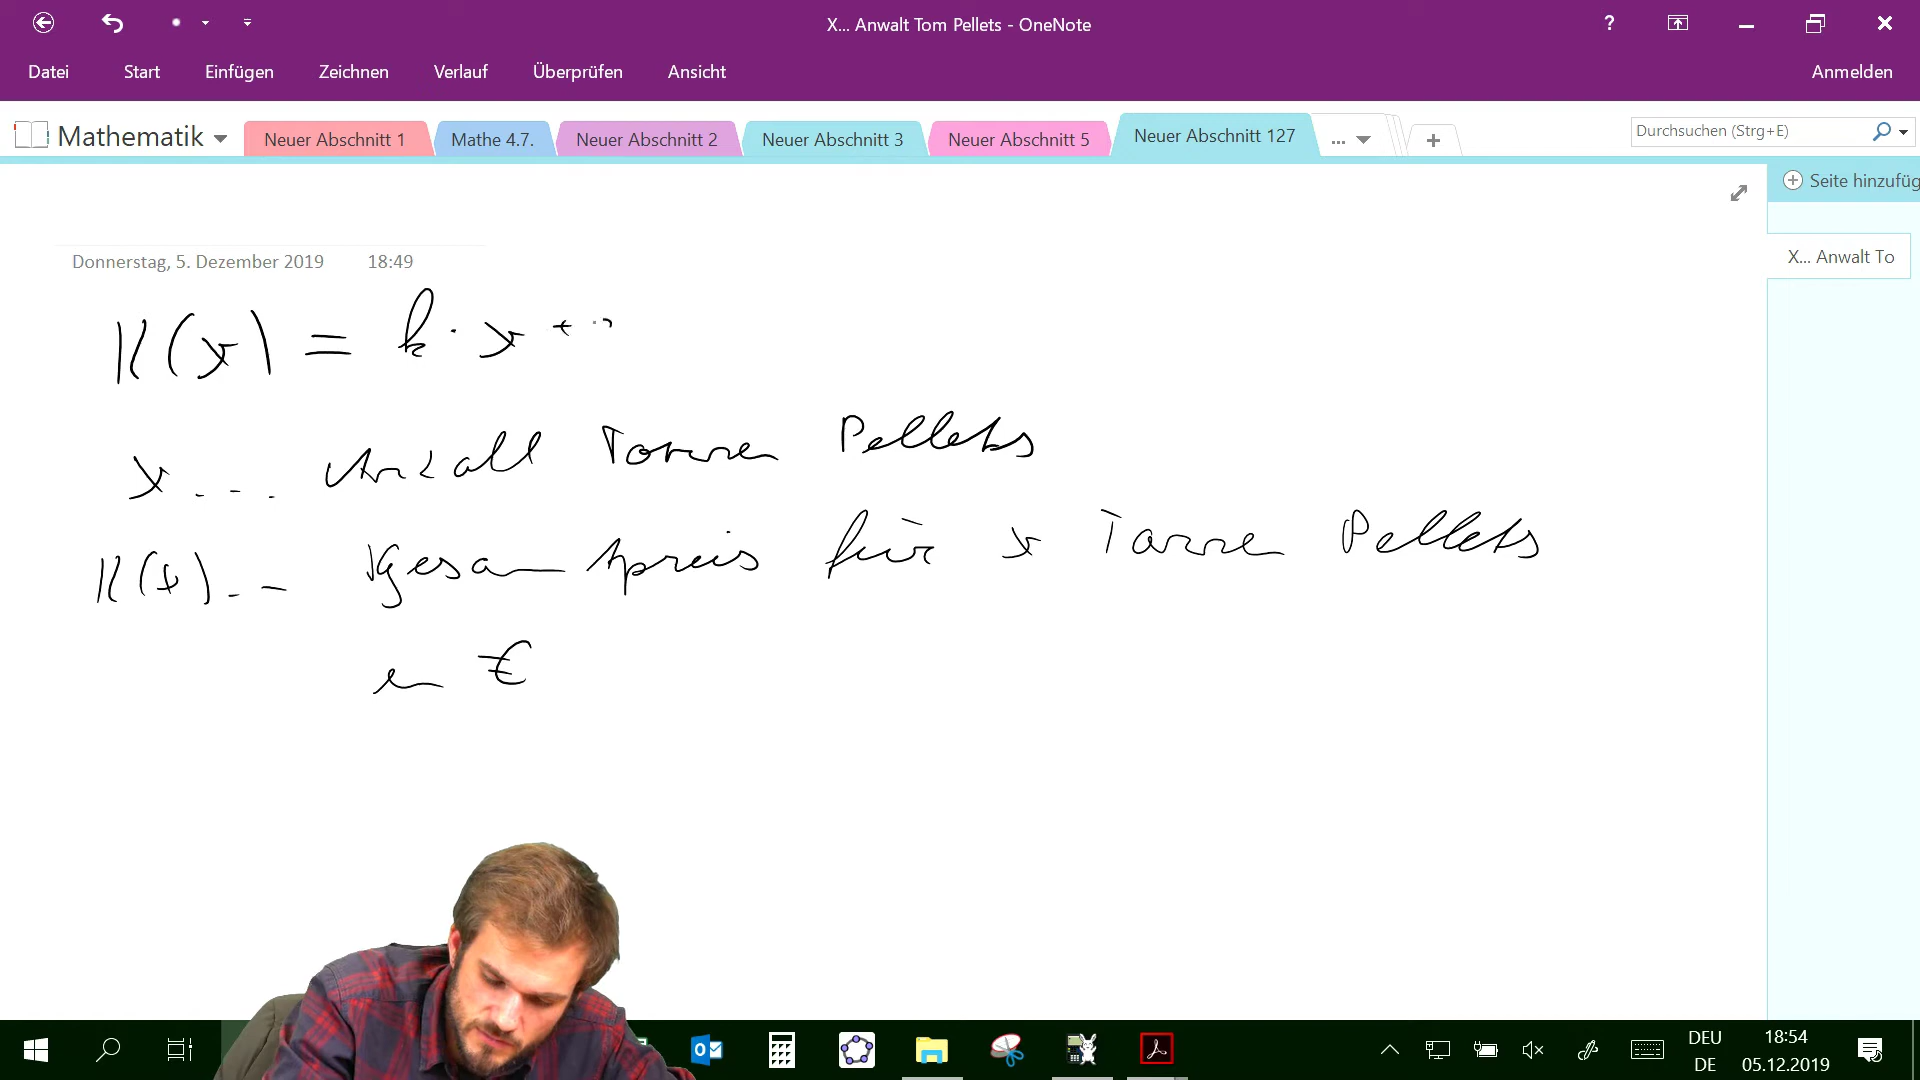 X... Anwalt Tom Pellets - OneNote
?
Datei Start Einfügen Zeichnen Verlauf Überprüfen Ansicht Anmelden
Mathematik Neuer Abschnitt 1 Mathe 4.7. Neuer Abschnitt 2 Neuer Abschnitt 3 Neuer Abschnitt 5 Neuer Abschnitt 127 ... + Durchsuchen (Strg+E)
Seite hinzufüg
X... Anwalt To
Donnerstag, 5. Dezember 2019 18:49
K(x) = k · x +
x ... Anzahl Tonnen Pellets
K(x) .. Gesamtpreis für x Tonnen Pellets
in €
DEU 18:54
DE 05.12.2019